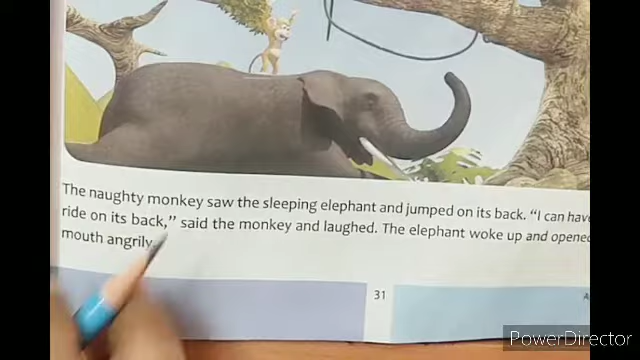 The naughty monkey saw the sleeping elephant and jumped on its back. "I can have
ride on its back," said the monkey and laughed. The elephant woke up and opened
mouth angrily.
31
A
PowerDirector